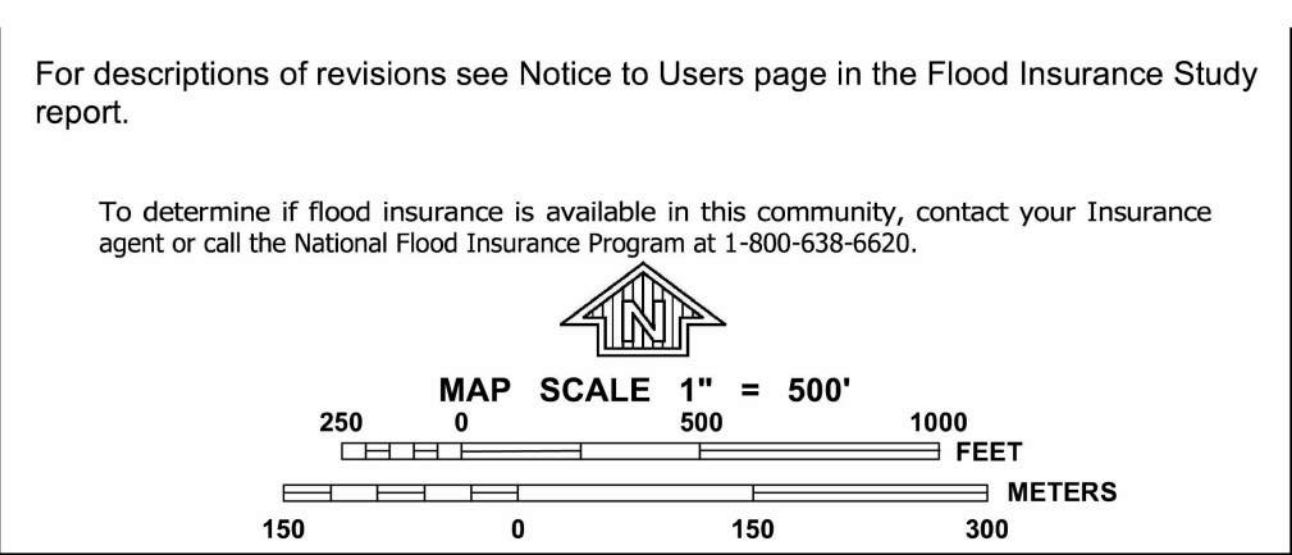 For descriptions of revisions see Notice to Users page in the Flood Insurance Study
report.
To determine if flood insurance is available in this community, contact your Insurance
agent or call the National Flood Insurance Program at 1-800-638-6620.
N
MAP SCALE 1" = 500'
250 0 500 1000
FEET
METERS
150 0 150 300